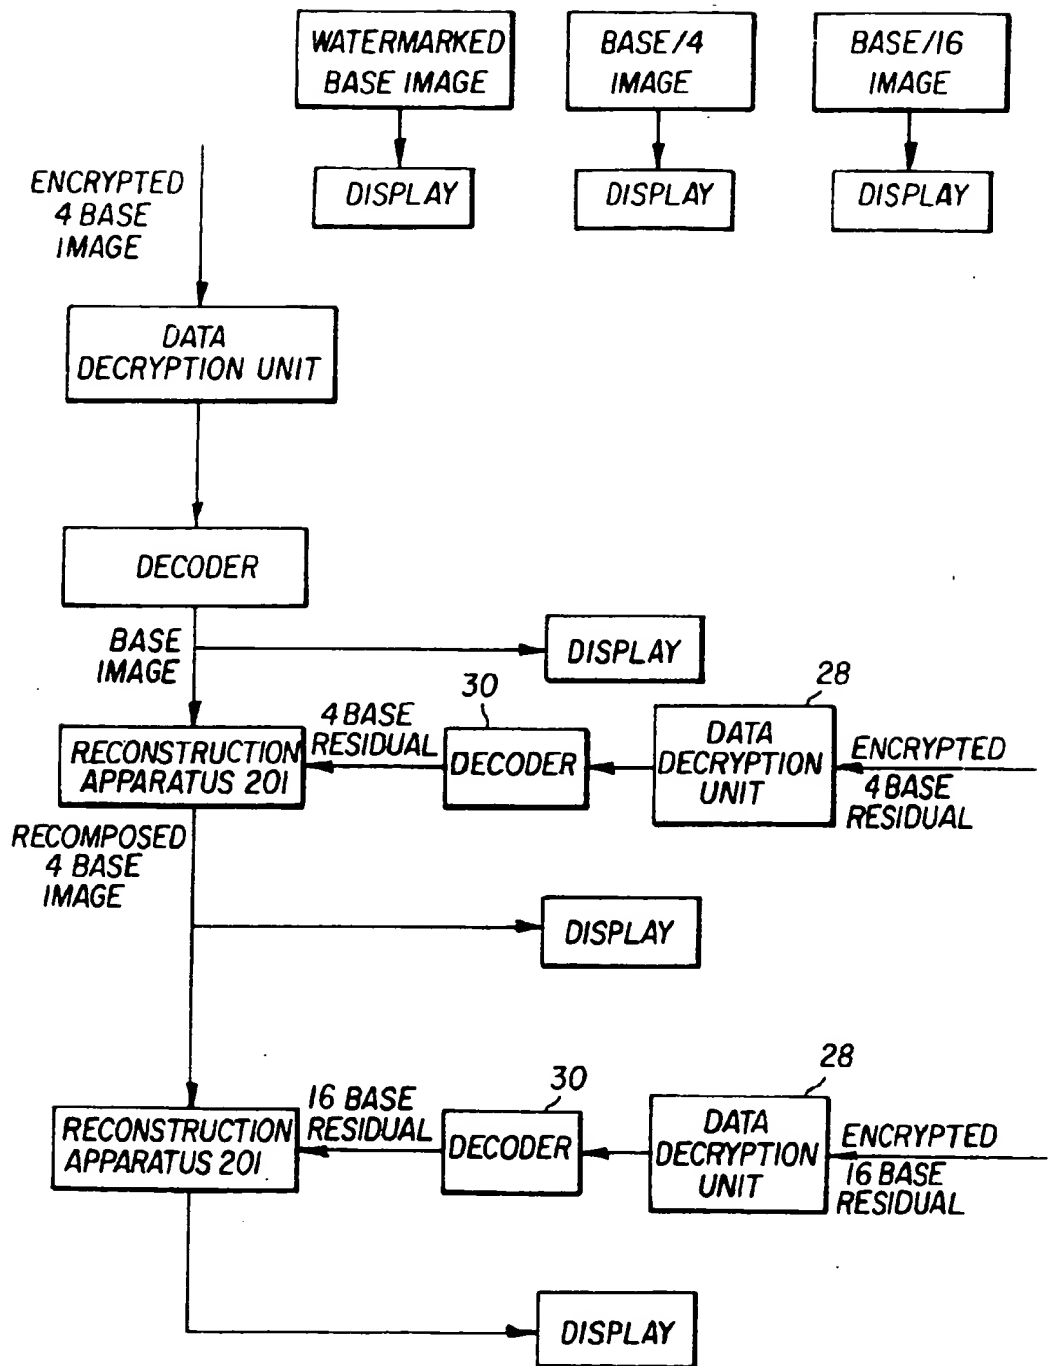 WATERMARKED
BASE IMAGE
BASE/4
IMAGE
BASE/16
IMAGE
DISPLAY
DISPLAY
DISPLAY
ENCRYPTED
4 BASE
IMAGE
DATA
DECRYPTION UNIT
DECODER
BASE
IMAGE
DISPLAY
RECONSTRUCTION
APPARATUS 201
4 BASE
RESIDUAL
30
DECODER
28
DATA
DECRYPTION
UNIT
ENCRYPTED
4 BASE
RESIDUAL
RECOMPOSED
4 BASE
IMAGE
DISPLAY
RECONSTRUCTION
APPARATUS 201
16 BASE
RESIDUAL
30
DECODER
28
DATA
DECRYPTION
UNIT
ENCRYPTED
16 BASE
RESIDUAL
DISPLAY